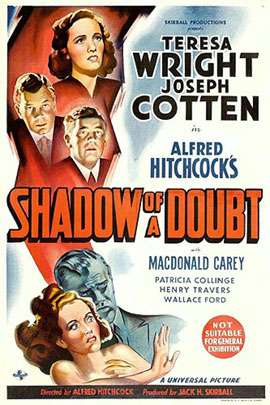 SKIRBALL PRODUCTIONS
presents
TERESA
WRIGHT
JOSEPH
COTTEN
in
ALFRED
HITCHCOCK'S
SHADOW OF A DOUBT
with
MACDONALD CAREY
PATRICIA COLLINGE
HENRY TRAVERS
WALLACE FORD
NOT
SUITABLE
FOR GENERAL
EXHIBITION
A UNIVERSAL PICTURE
Directed by ALFRED HITCHCOCK Produced by JACK H. SKIRBALL